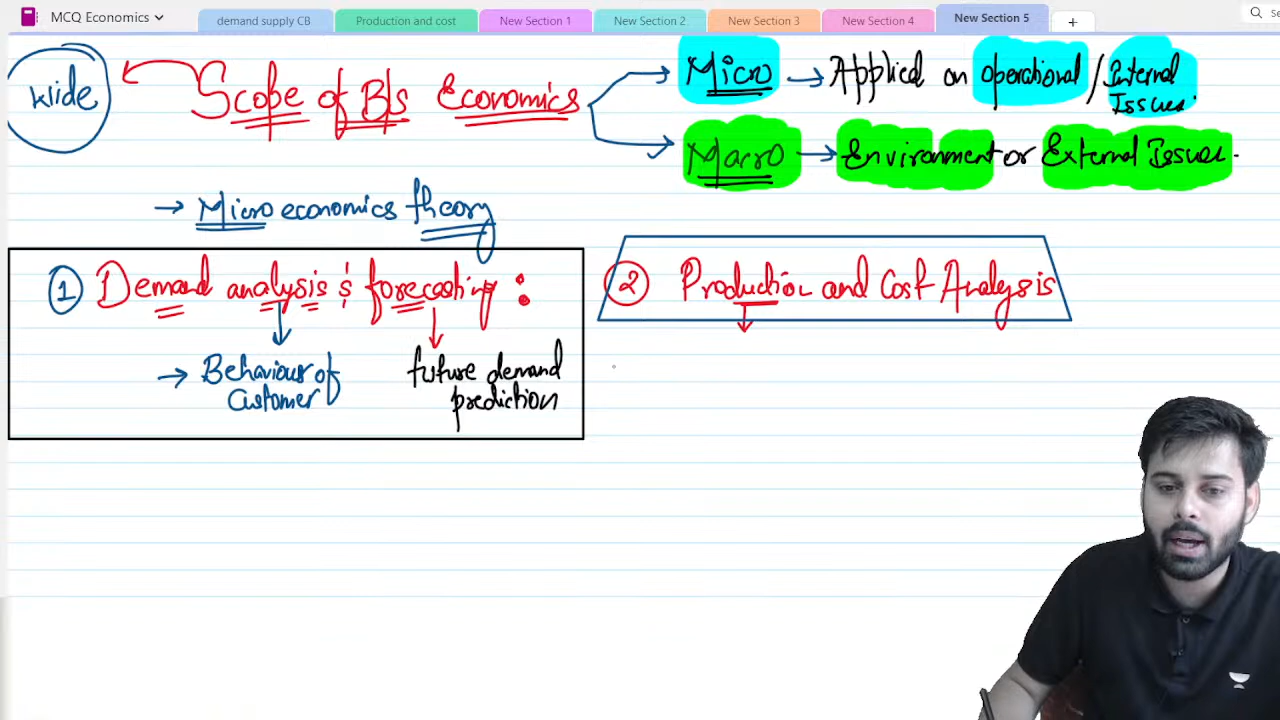 MCQ Economics
demand supply CB
Production and cost
New Section 1
New Section 2
New Section 3
New Section 4
New Section 5
+
Wide
Scope of B/s Economics
Micro → Applied on operational / Internal Issues.
Macro → Environment or External Issues.
→ Micro economics theory
① Demand analysis & forecasting :
→ Behaviour of
Customer
future demand
prediction
② Production and Cost Analysis